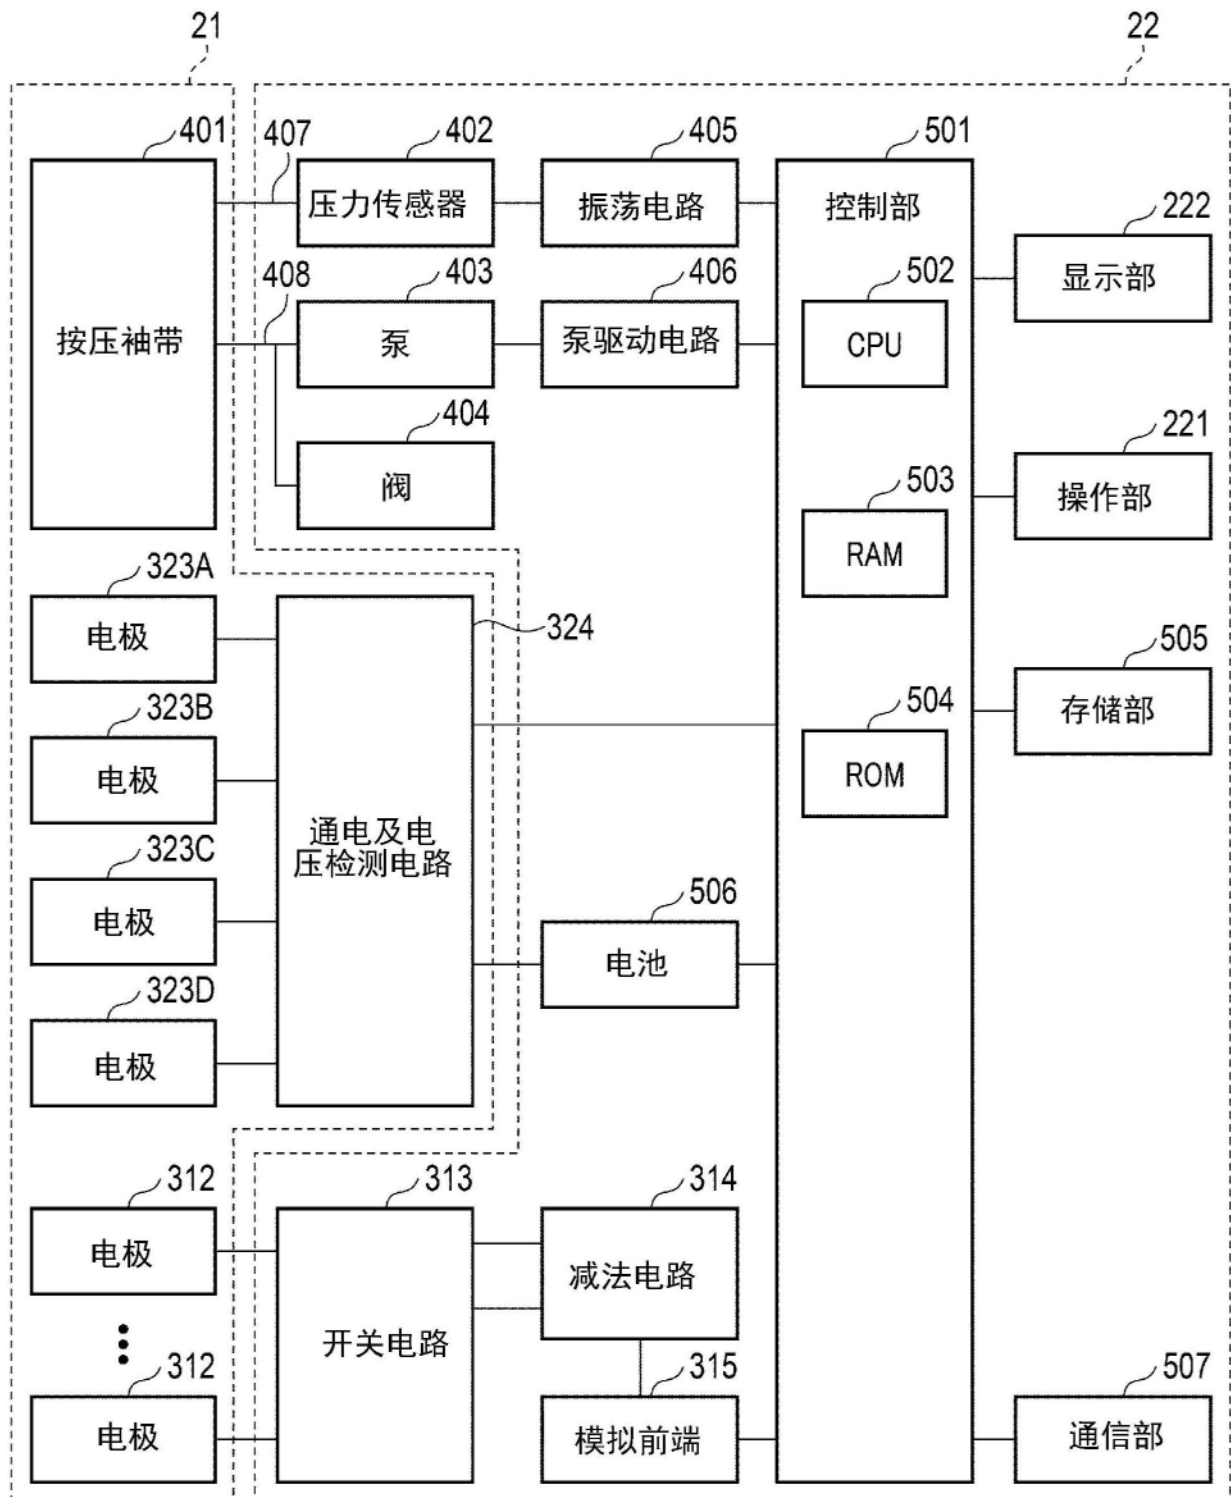 21
22
401
407
402
405
501
按压袖带
压力传感器
振荡电路
控制部
222
显示部
408
403
406
502
泵
泵驱动电路
CPU
404
阀
221
操作部
503
RAM
323A
电极
324
通电及电
压检测电路
323B
电极
504
ROM
505
存储部
323C
电极
506
电池
323D
电极
312
电极
313
开关电路
314
减法电路
312
电极
315
模拟前端
507
通信部